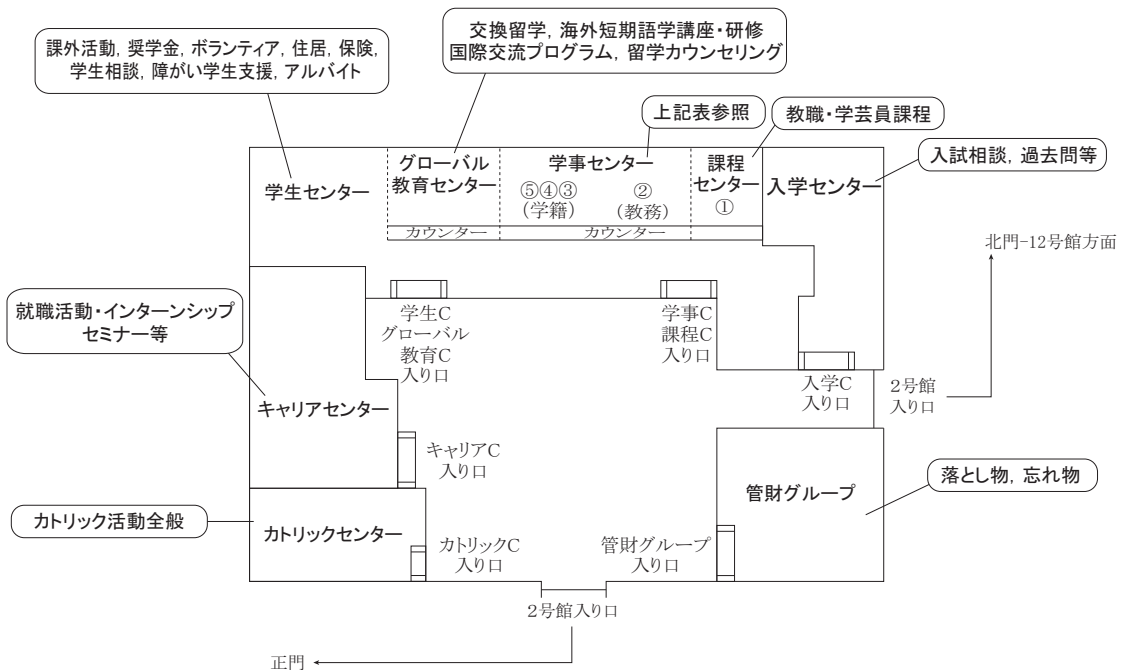 交換留学, 海外短期語学講座・研修
国際交流プログラム, 留学カウンセリング
課外活動, 奨学金, ボランティア, 住居, 保険,
学生相談, 障がい学生支援, アルバイト
上記表参照
教職・学芸員課程
入試相談, 過去問等
学生センター
グローバル
教育センター
学事センター
⑤④③
(学籍)
②
(教務)
課程
センター
①
入学センター
カウンター
カウンター
北門-12号館方面
就職活動・インターンシップ
セミナー等
学生C
グローバル
教育C
入り口
学事C
課程C
入り口
入学C
入り口
2号館
入り口
キャリアセンター
キャリアC
入り口
管財グループ
落とし物, 忘れ物
カトリック活動全般
カトリックセンター
カトリックC
入り口
管財グループ
入り口
2号館入り口
正門